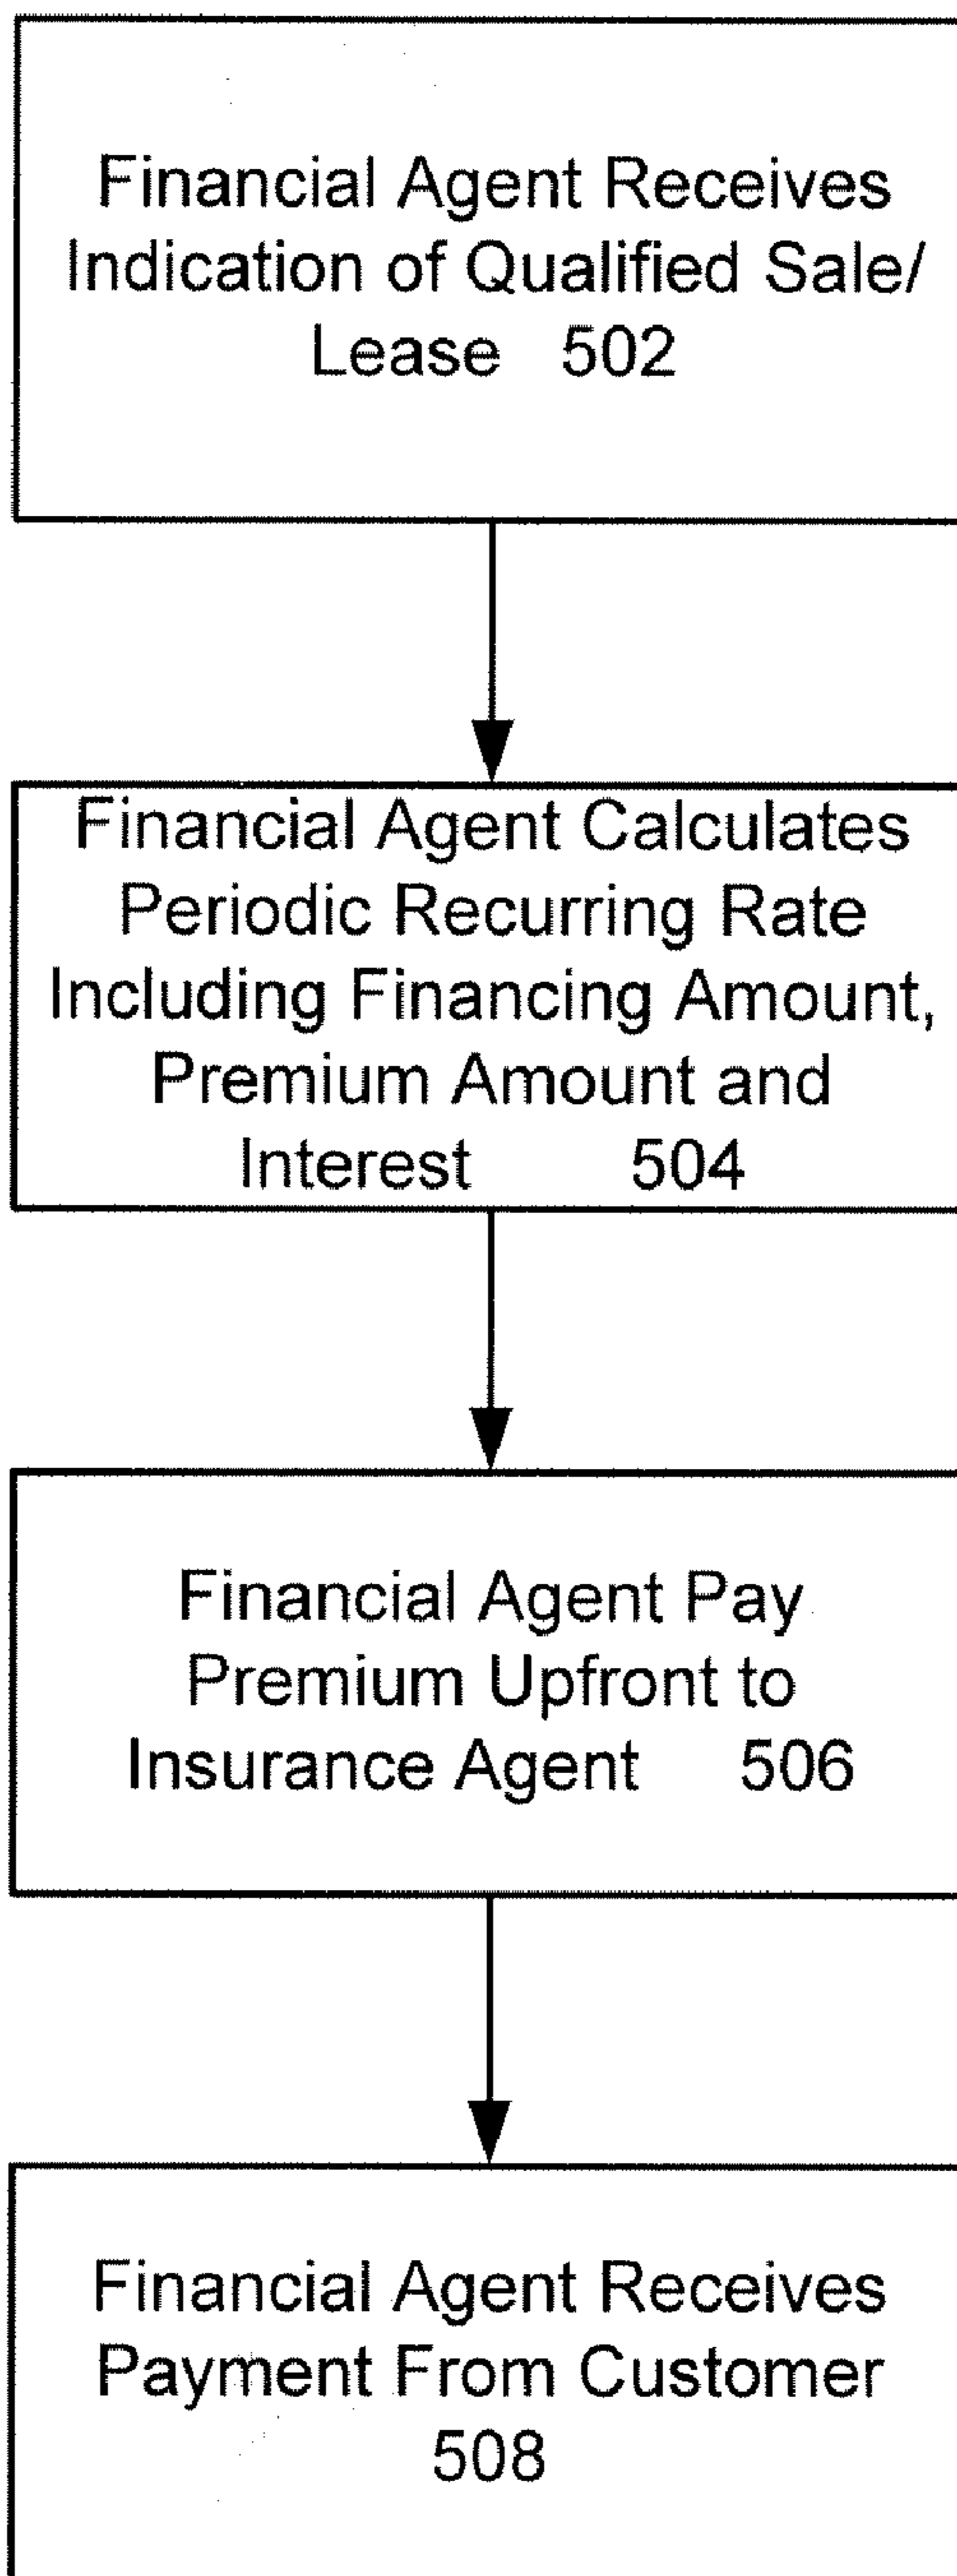 Financial Agent Receives
Indication of Qualified Sale/
Lease 502
Financial Agent Calculates
Periodic Recurring Rate
Including Financing Amount,
Premium Amount and
Interest 504
Financial Agent Pay
Premium Upfront to
Insurance Agent 506
Financial Agent Receives
Payment From Customer
508